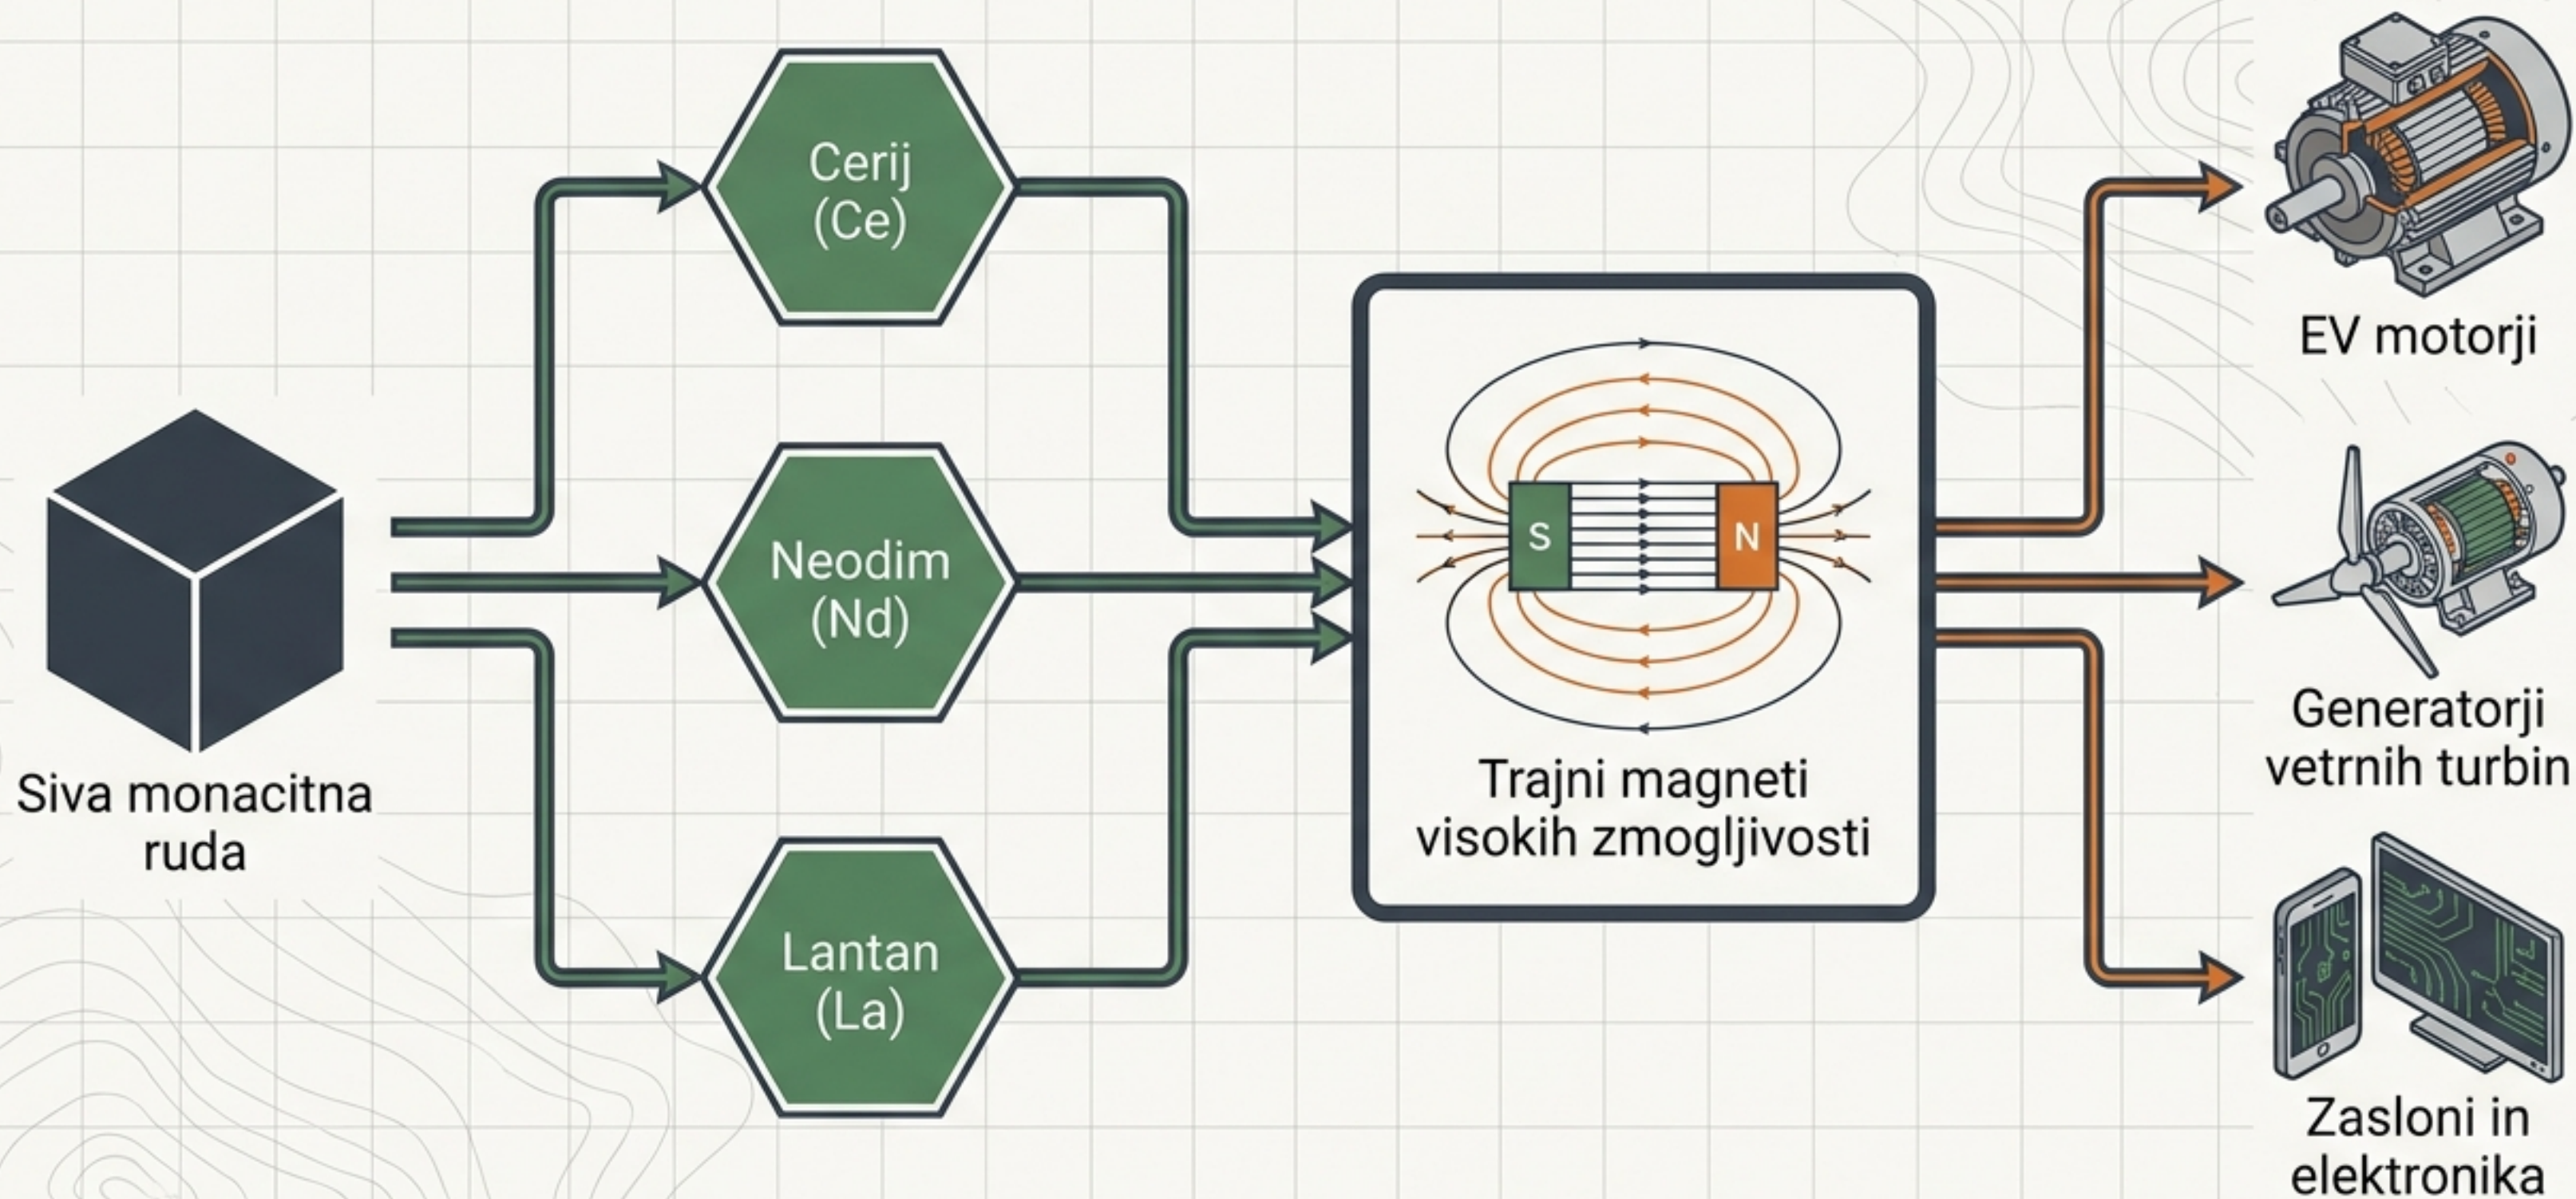 Siva monacitna
ruda
Cerij
(Ce)
Neodim
(Nd)
Lantan
(La)
S
N
Trajni magneti
visokih zmogljivosti
EV motorji
Generatorji
vetrnih turbin
Zasloni in
elektronika